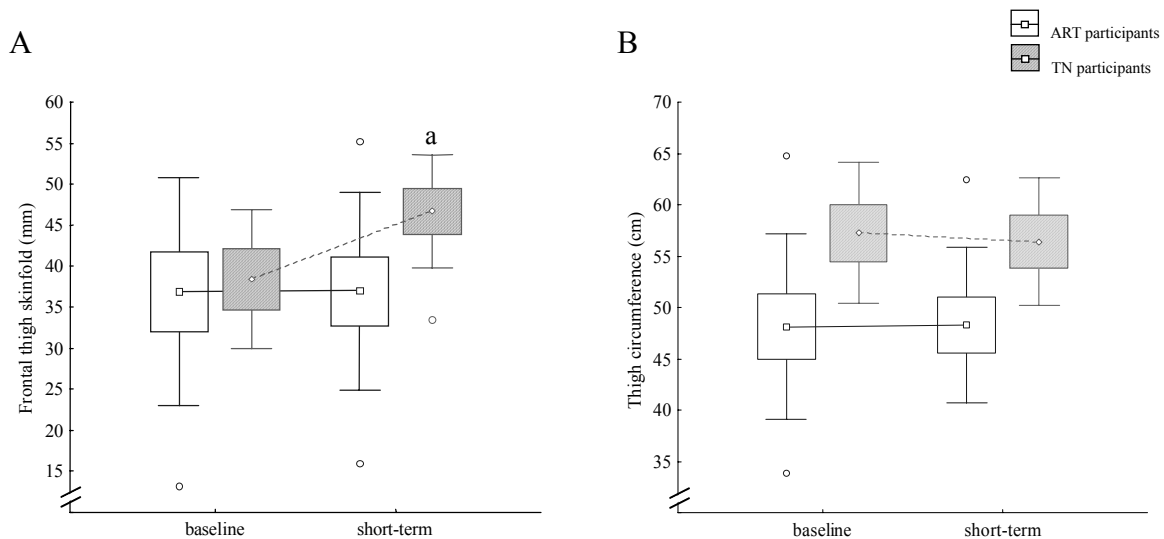 ART participants
TN participants
A
B
a
Frontal thigh skinfold (mm)
60
55
50
45
40
35
30
25
20
15
baseline
short-term
Thigh circumference (cm)
70
65
60
55
50
45
40
35
baseline
short-term